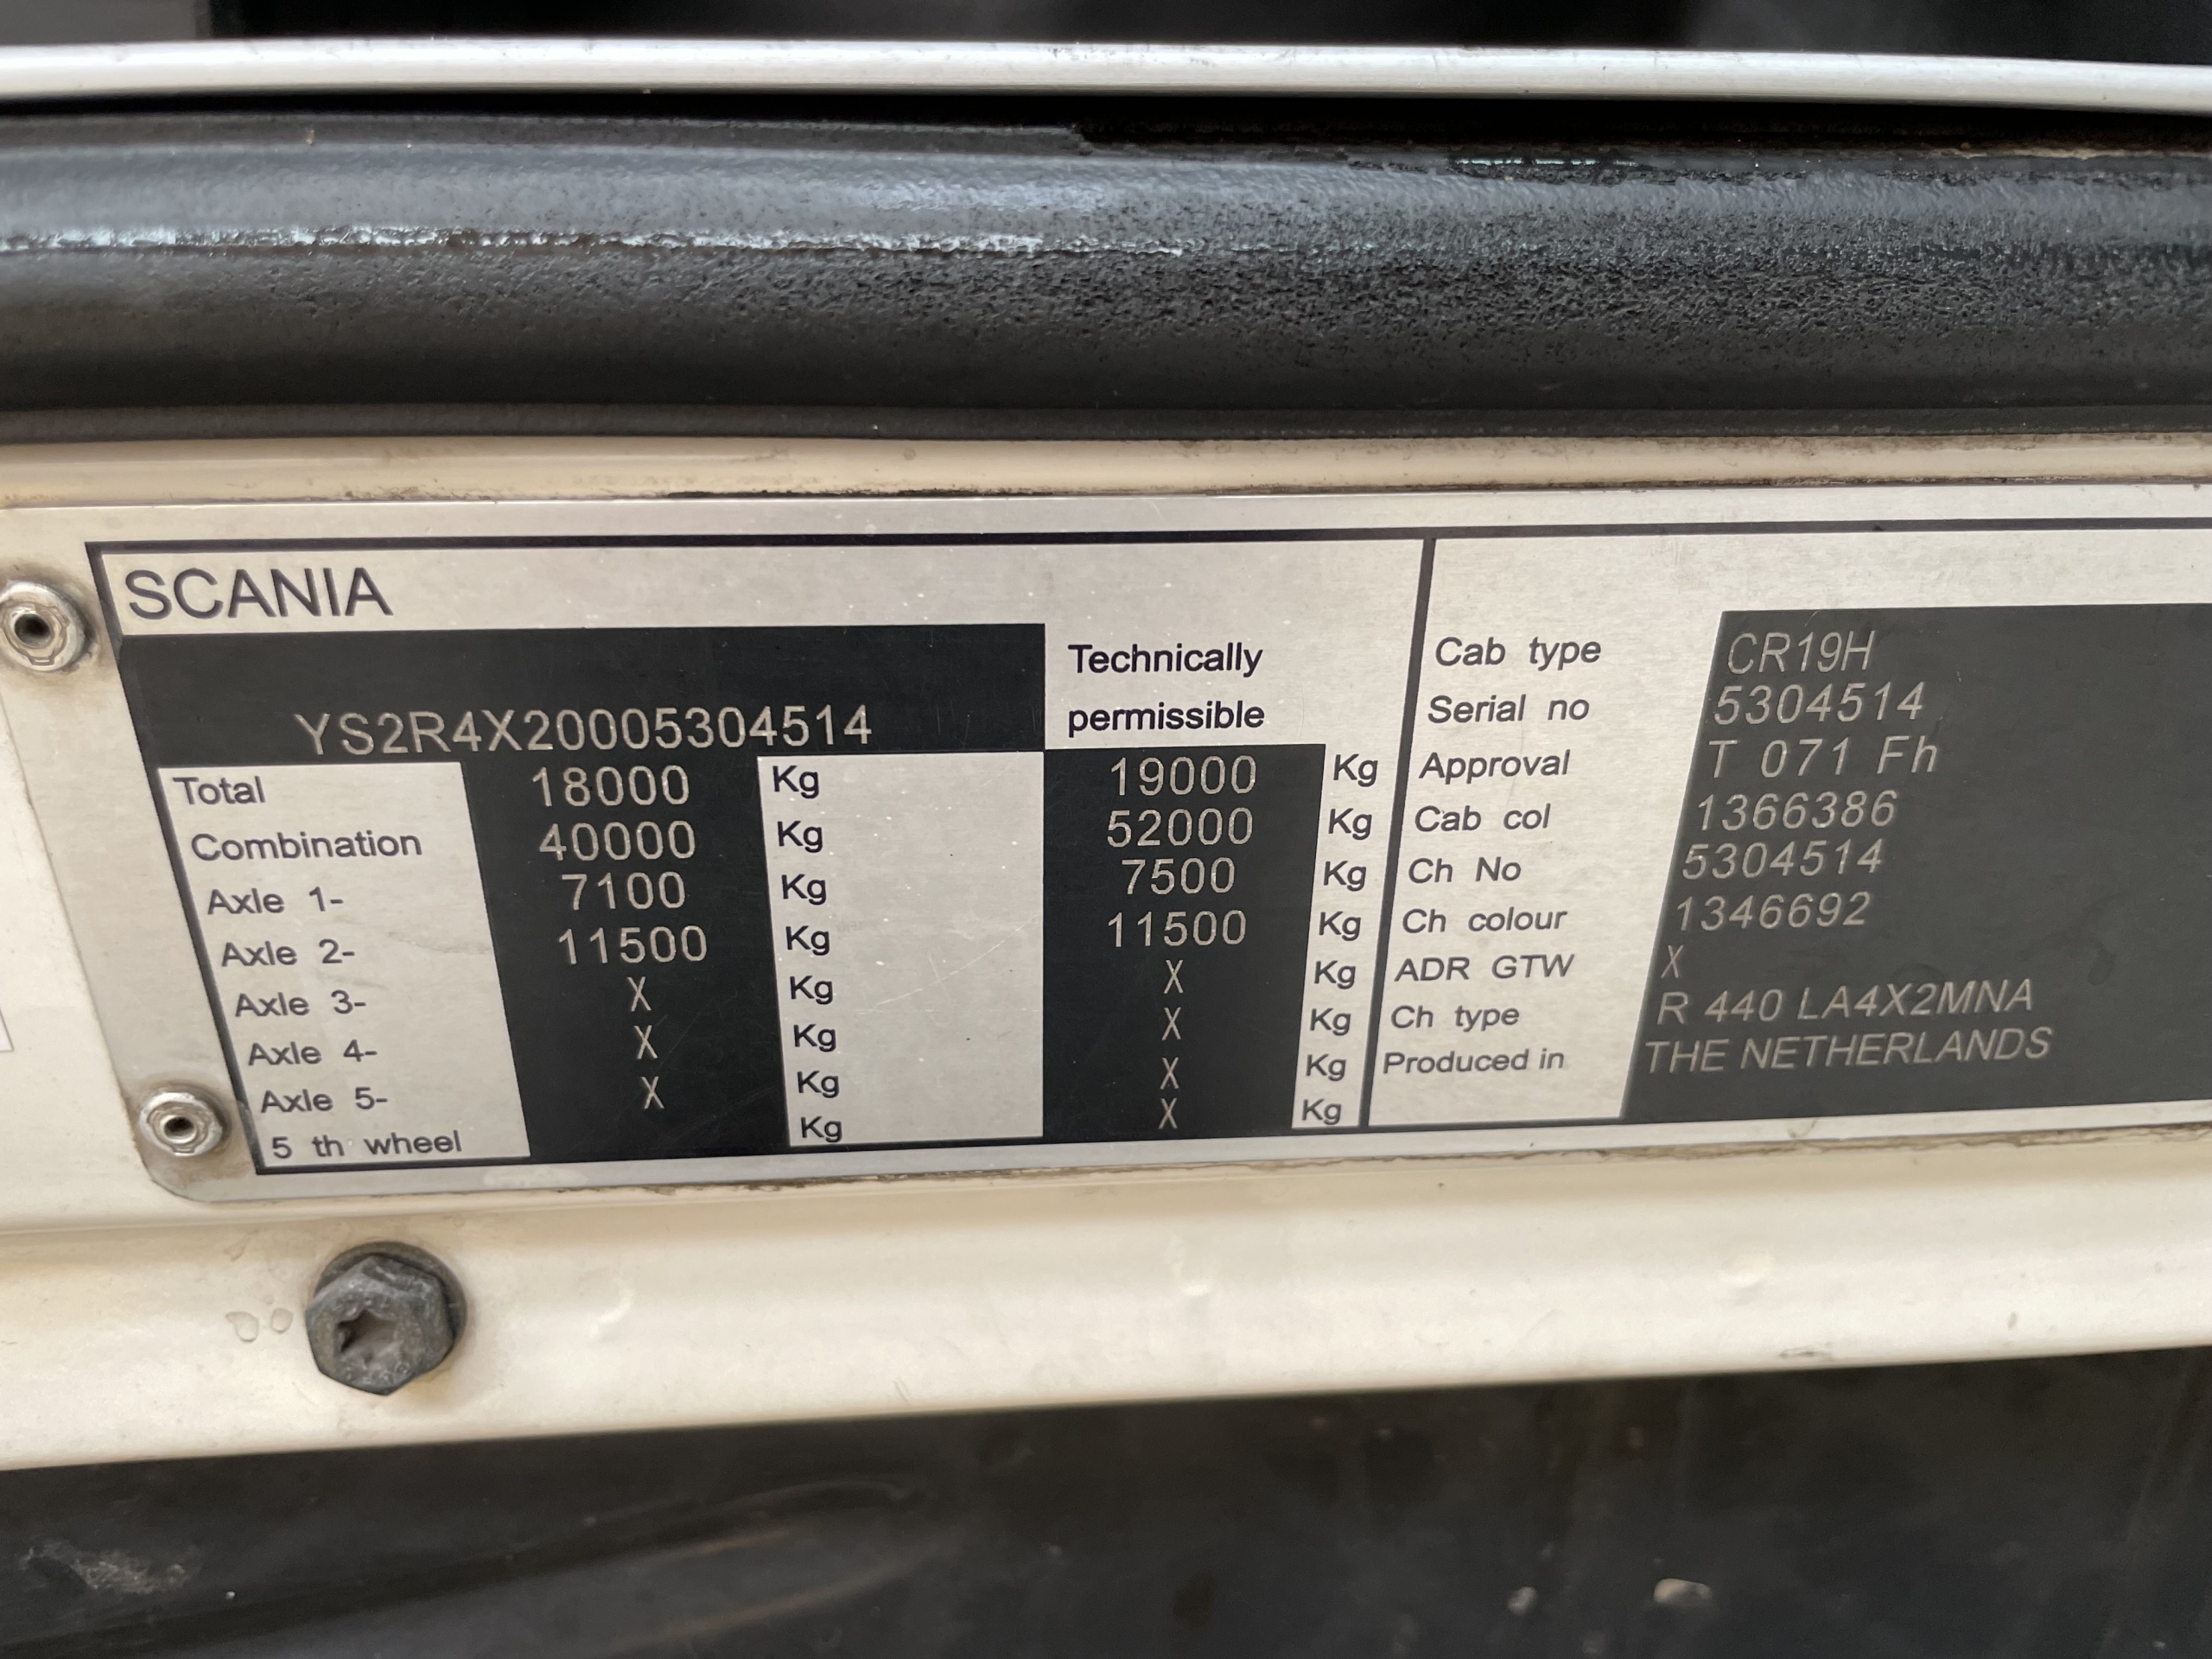 SCANIA
YS2R4X20005304514
Technically
permissible
Total 18000 Kg 19000 Kg
Combination 40000 Kg 52000 Kg
Axle 1- 7100 Kg 7500 Kg
Axle 2- 11500 Kg 11500 Kg
Axle 3- X Kg X Kg
Axle 4- X Kg X Kg
Axle 5- X Kg X Kg
5 th wheel Kg X Kg
Cab type CR19H
Serial no 5304514
Approval T 071 Fh
Cab col 1366386
Ch No 5304514
Ch colour 1346692
ADR GTW X
Ch type R 440 LA4X2MNA
Produced in THE NETHERLANDS